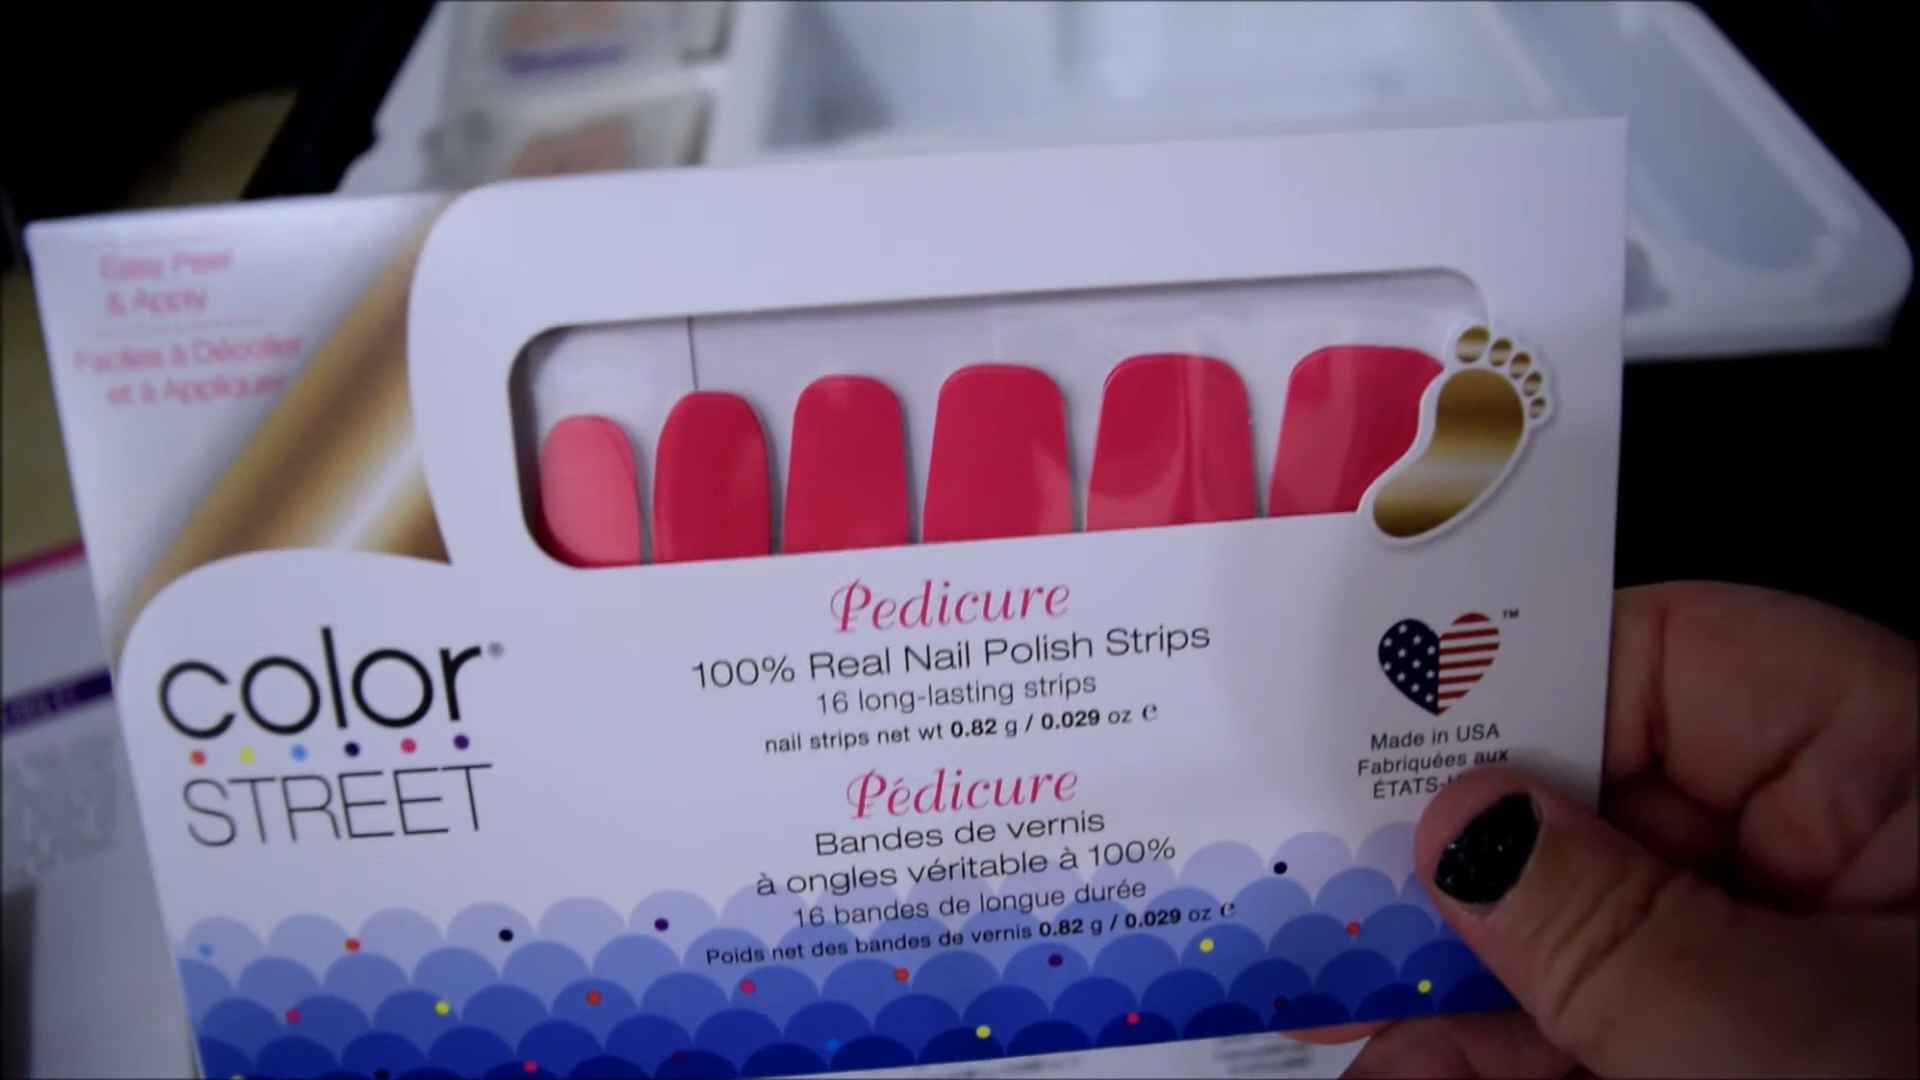 Easy Peel
& Apply
Faciles à Décoller
et à Appliquer
color®
STREET
Pedicure
100% Real Nail Polish Strips
16 long-lasting strips
nail strips net wt 0.82 g / 0.029 oz ℮
Pédicure
Bandes de vernis
à ongles véritable à 100%
16 bandes de longue durée
Poids net des bandes de vernis 0.82 g / 0.029 oz ℮
™
Made in USA
Fabriquées aux
ÉTATS-